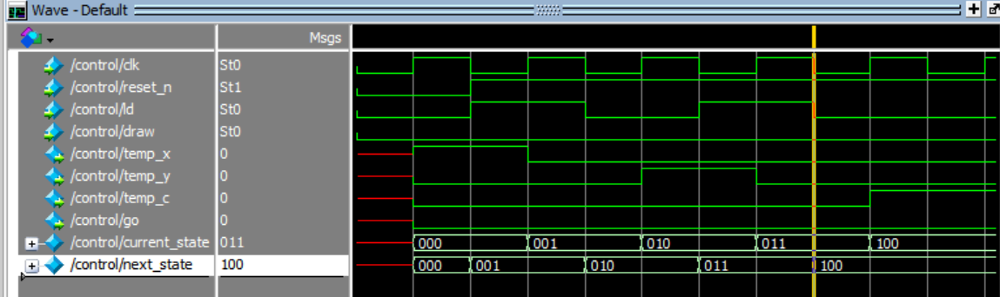 Wave - Default
Msgs
/control/clk St0
/control/reset_n St1
/control/ld St0
/control/draw St0
/control/temp_x 0
/control/temp_y 0
/control/temp_c 0
/control/go 0
/control/current_state 011 000 001 010 011 100
/control/next_state 100 000 001 010 011 100